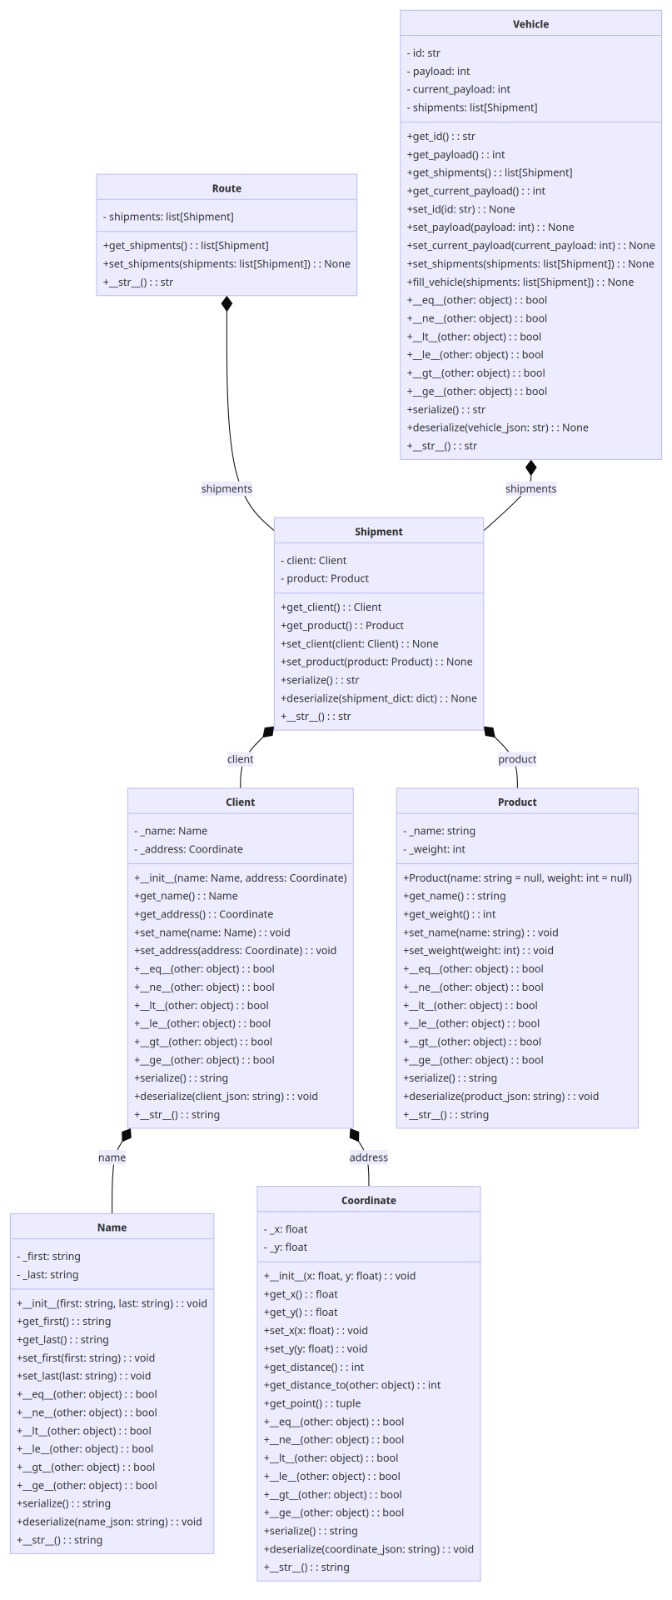 Vehicle
- id: str
- payload: int
- current_payload: int
- shipments: list[Shipment]
+get_id() : : str
+get_payload() : : int
+get_shipments() : : list[Shipment]
+get_current_payload() : : int
+set_id(id: str) : : None
+set_payload(payload: int) : : None
+set_current_payload(current_payload: int) : : None
+set_shipments(shipments: list[Shipment]) : : None
+fill_vehicle(shipments: list[Shipment]) : : None
+__eq__(other: object) : : bool
+__ne__(other: object) : : bool
+__lt__(other: object) : : bool
+__le__(other: object) : : bool
+__gt__(other: object) : : bool
+__ge__(other: object) : : bool
+serialize() : : str
+deserialize(vehicle_json: str) : : None
+__str__() : : str
Route
- shipments: list[Shipment]
+get_shipments() : : list[Shipment]
+set_shipments(shipments: list[Shipment]) : : None
+__str__() : : str
shipments
shipments
Shipment
- client: Client
- product: Product
+get_client() : : Client
+get_product() : : Product
+set_client(client: Client) : : None
+set_product(product: Product) : : None
+serialize() : : str
+deserialize(shipment_dict: dict) : : None
+__str__() : : str
client
product
Client
- _name: Name
- _address: Coordinate
+__init__(name: Name, address: Coordinate)
+get_name() : : Name
+get_address() : : Coordinate
+set_name(name: Name) : : void
+set_address(address: Coordinate) : : void
+__eq__(other: object) : : bool
+__ne__(other: object) : : bool
+__lt__(other: object) : : bool
+__le__(other: object) : : bool
+__gt__(other: object) : : bool
+__ge__(other: object) : : bool
+serialize() : : string
+deserialize(client_json: string) : : void
+__str__() : : string
Product
- _name: string
- _weight: int
+Product(name: string = null, weight: int = null)
+get_name() : : string
+get_weight() : : int
+set_name(name: string) : : void
+set_weight(weight: int) : : void
+__eq__(other: object) : : bool
+__ne__(other: object) : : bool
+__lt__(other: object) : : bool
+__le__(other: object) : : bool
+__gt__(other: object) : : bool
+__ge__(other: object) : : bool
+serialize() : : string
+deserialize(product_json: string) : : void
+__str__() : : string
name
address
Name
- _first: string
- _last: string
+__init__(first: string, last: string) : : void
+get_first() : : string
+get_last() : : string
+set_first(first: string) : : void
+set_last(last: string) : : void
+__eq__(other: object) : : bool
+__ne__(other: object) : : bool
+__lt__(other: object) : : bool
+__le__(other: object) : : bool
+__gt__(other: object) : : bool
+__ge__(other: object) : : bool
+serialize() : : string
+deserialize(name_json: string) : : void
+__str__() : : string
Coordinate
- _x: float
- _y: float
+__init__(x: float, y: float) : : void
+get_x() : : float
+get_y() : : float
+set_x(x: float) : : void
+set_y(y: float) : : void
+get_distance() : : int
+get_distance_to(other: object) : : int
+get_point() : : tuple
+__eq__(other: object) : : bool
+__ne__(other: object) : : bool
+__lt__(other: object) : : bool
+__le__(other: object) : : bool
+__gt__(other: object) : : bool
+__ge__(other: object) : : bool
+serialize() : : string
+deserialize(coordinate_json: string) : : void
+__str__() : : string